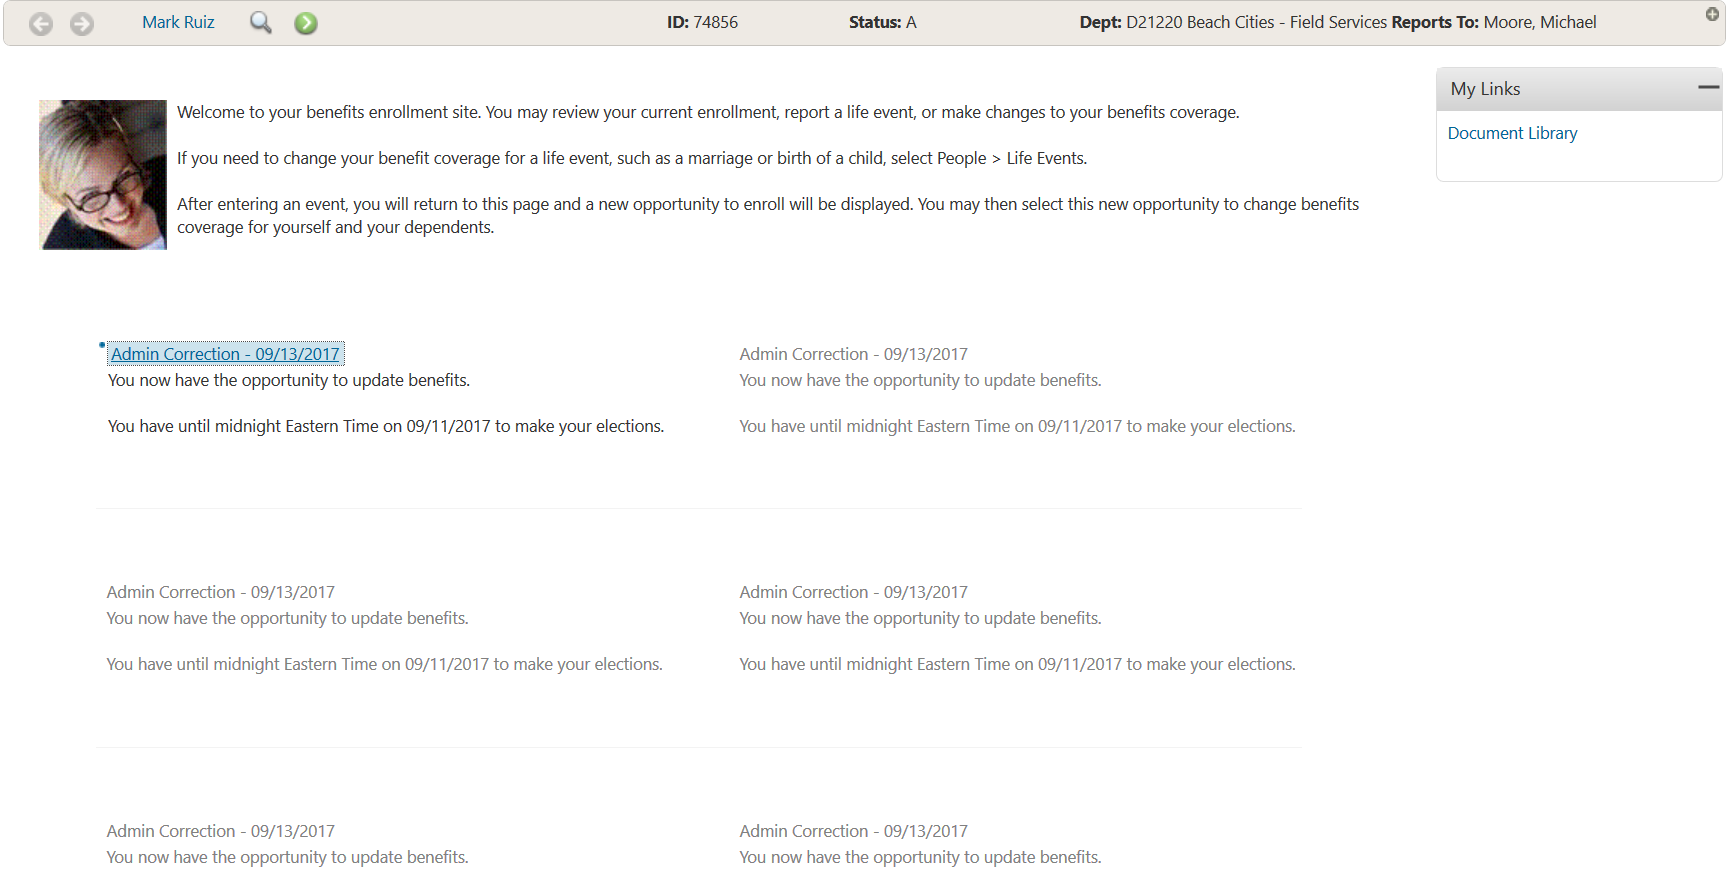 Mark Ruiz ID: 74856 Status: A Dept: D21220 Beach Cities - Field Services Reports To: Moore, Michael
My Links
Document Library
Welcome to your benefits enrollment site. You may review your current enrollment, report a life event, or make changes to your benefits coverage.
If you need to change your benefit coverage for a life event, such as a marriage or birth of a child, select People > Life Events.
After entering an event, you will return to this page and a new opportunity to enroll will be displayed. You may then select this new opportunity to change benefits
coverage for yourself and your dependents.
Admin Correction - 09/13/2017
You now have the opportunity to update benefits.
You have until midnight Eastern Time on 09/11/2017 to make your elections.
Admin Correction - 09/13/2017
You now have the opportunity to update benefits.
You have until midnight Eastern Time on 09/11/2017 to make your elections.
Admin Correction - 09/13/2017
You now have the opportunity to update benefits.
You have until midnight Eastern Time on 09/11/2017 to make your elections.
Admin Correction - 09/13/2017
You now have the opportunity to update benefits.
You have until midnight Eastern Time on 09/11/2017 to make your elections.
Admin Correction - 09/13/2017
You now have the opportunity to update benefits.
Admin Correction - 09/13/2017
You now have the opportunity to update benefits.